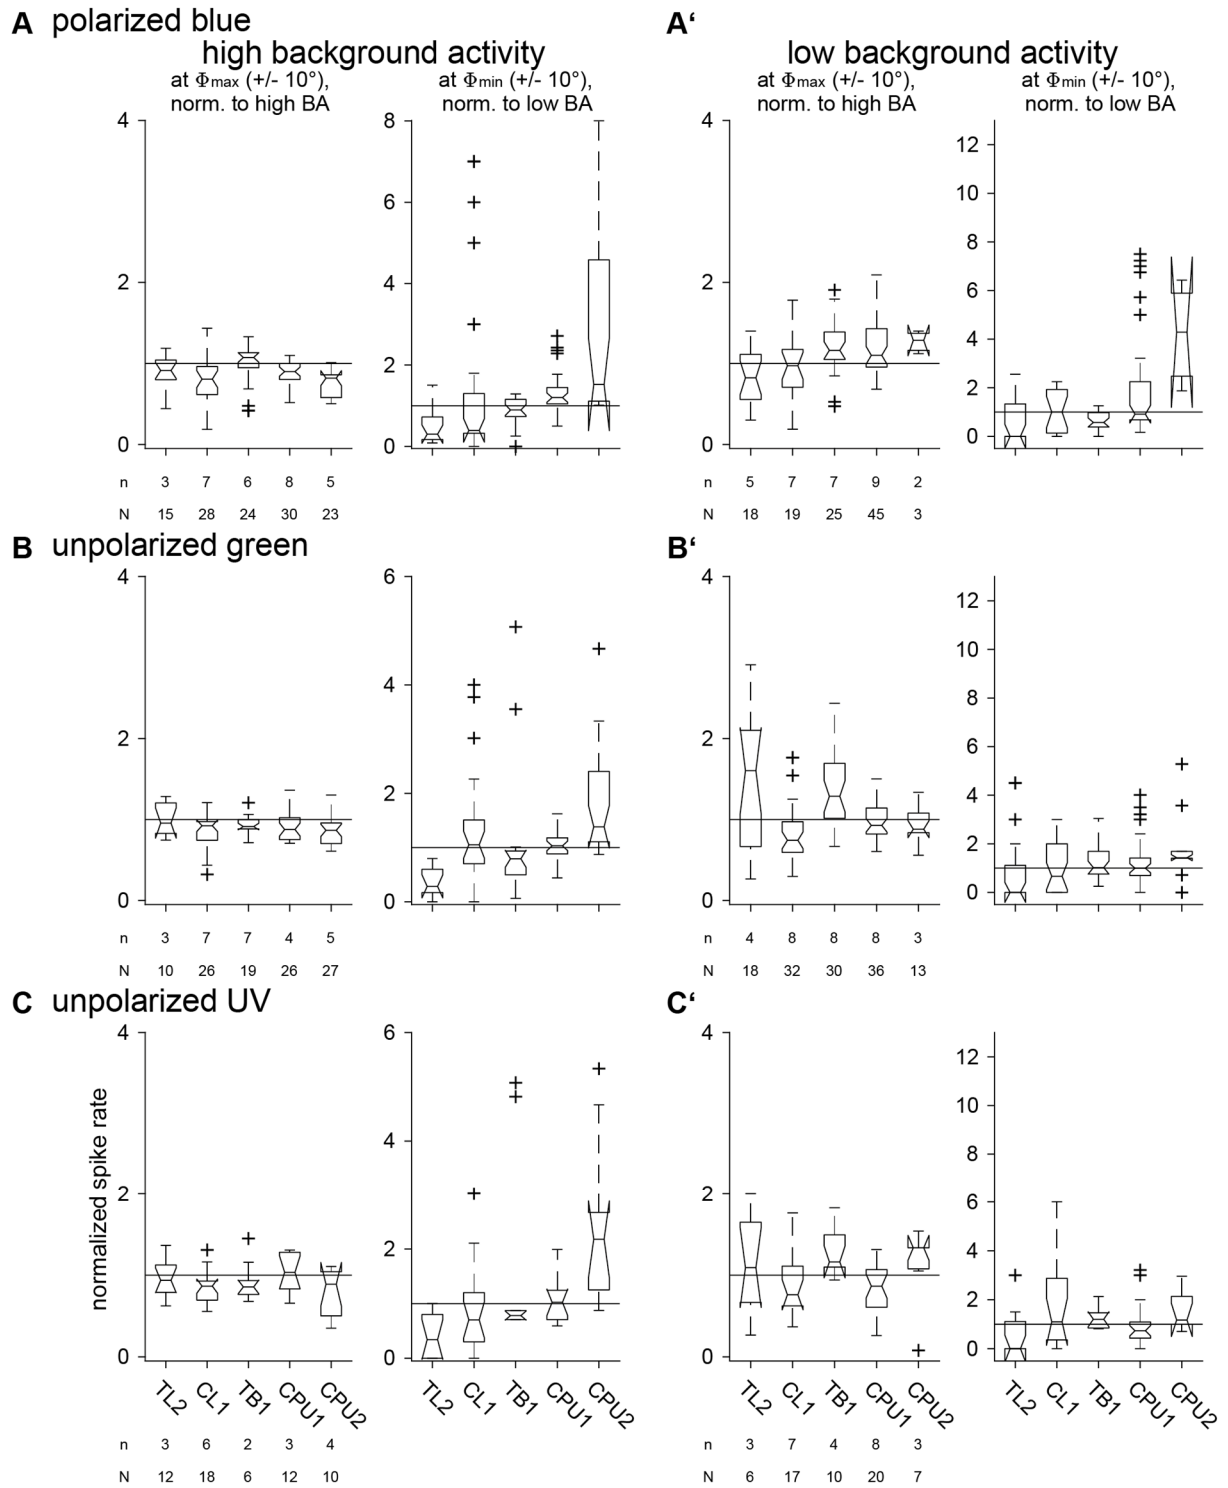 A polarized blue
high background activity
at Φmax (+/- 10°),
norm. to high BA
at Φmin (+/- 10°),
norm. to low BA
4
2
0
8
6
4
2
0
n 3 7 6 8 5
N 15 28 24 30 23
A‘
low background activity
at Φmax (+/- 10°),
norm. to high BA
at Φmin (+/- 10°),
norm. to low BA
4
2
0
12
10
8
6
4
2
0
n 5 7 7 9 2
N 18 19 25 45 3
B unpolarized green
4
2
0
6
4
2
0
n 3 7 7 4 5
N 10 26 19 26 27
B‘
4
2
0
12
10
8
6
4
2
0
n 4 8 8 8 3
N 18 32 30 36 13
C unpolarized UV
normalized spike rate
4
2
0
6
4
2
0
TL2 CL1 TB1 CPU1 CPU2
TL2 CL1 TB1 CPU1 CPU2
n 3 6 2 3 4
N 12 18 6 12 10
C‘
4
2
0
12
10
8
6
4
2
0
TL2 CL1 TB1 CPU1 CPU2
TL2 CL1 TB1 CPU1 CPU2
n 3 7 4 8 3
N 6 17 10 20 7